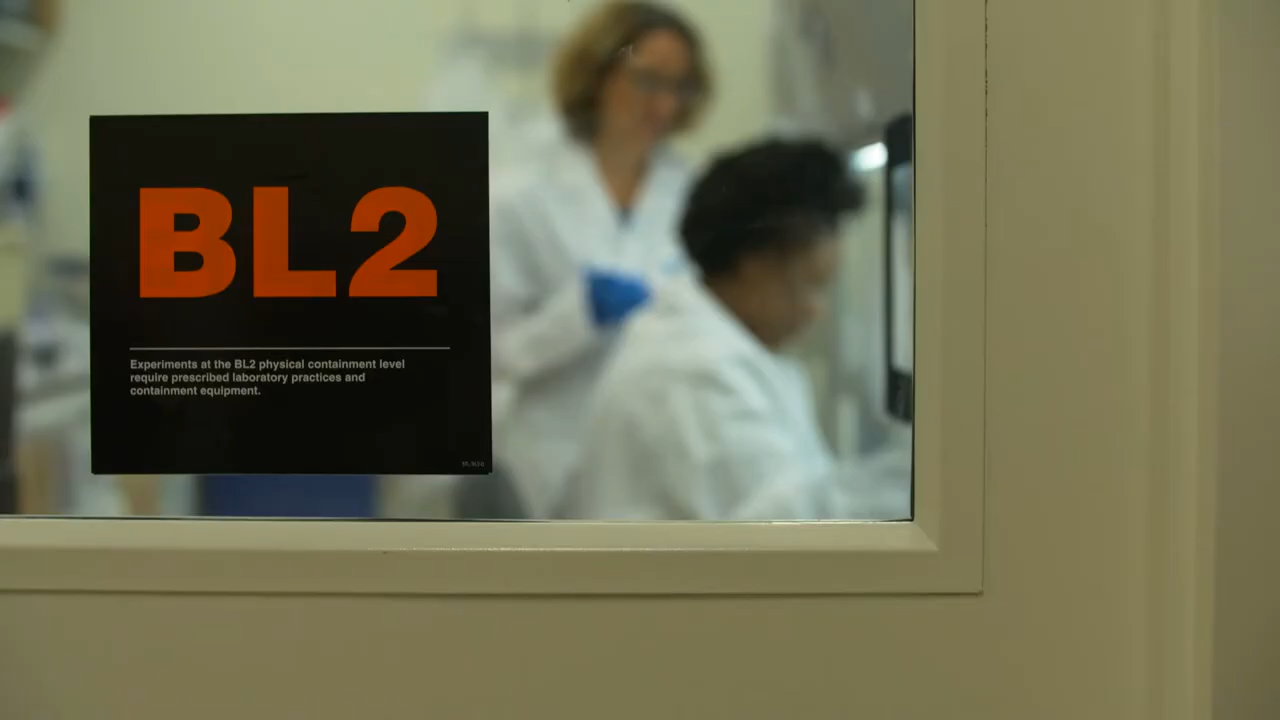 BL2
Experiments at the BL2 physical containment level
require prescribed laboratory practices and
containment equipment.